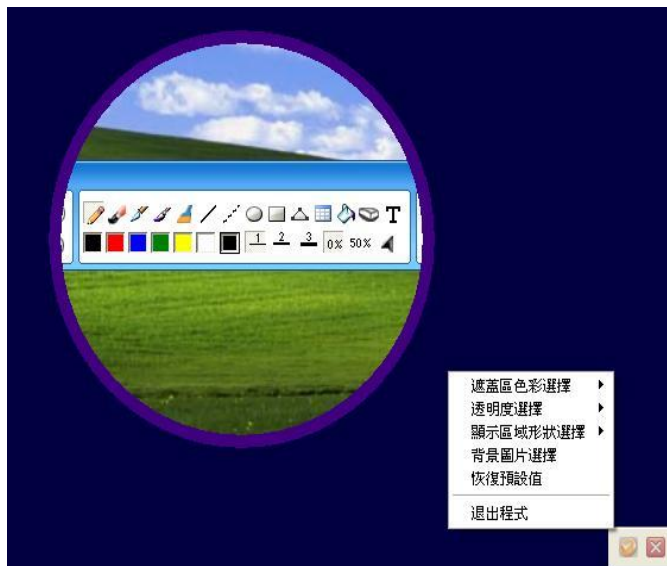 T
1 2 3 0% 50%
遮蓋區色彩選擇
透明度選擇
顯示區域形狀選擇
背景圖片選擇
恢復預設值
退出程式